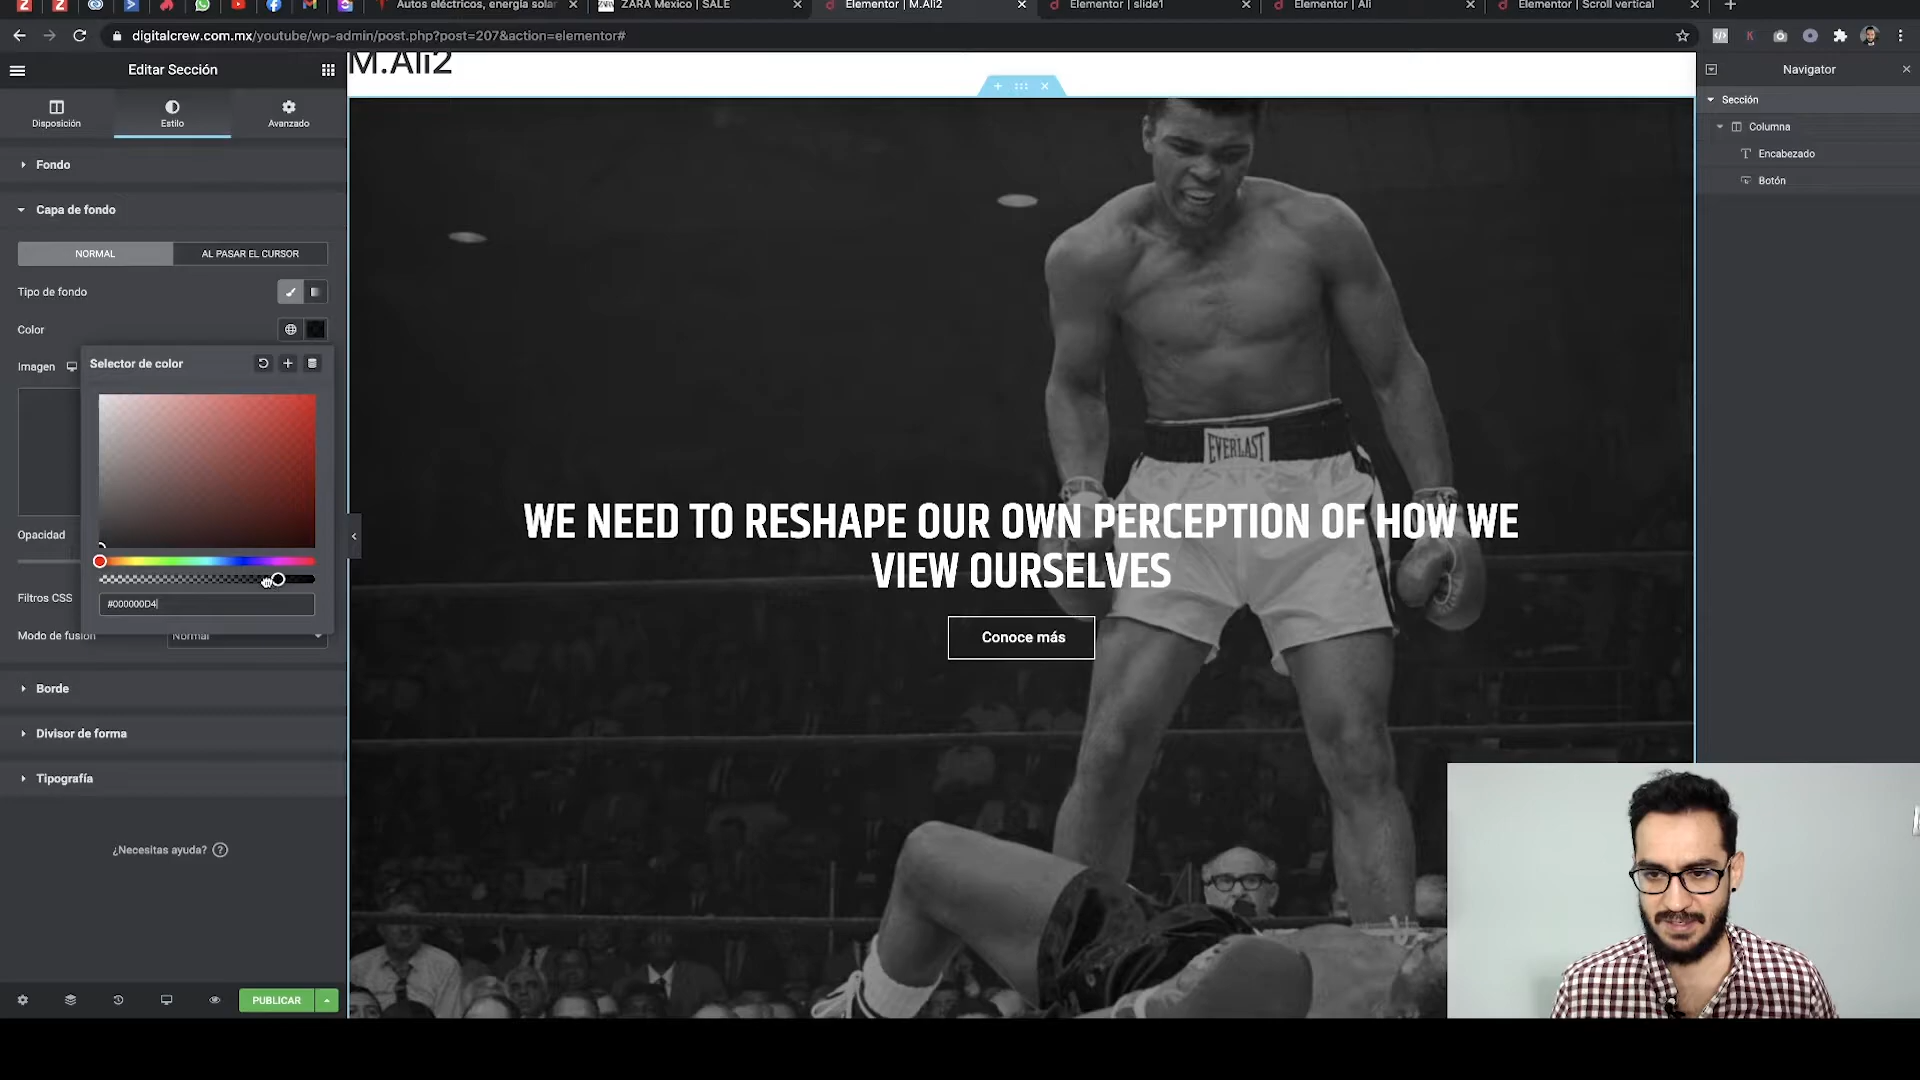 Autos eléctricos, energía solar
ZARA Mexico | SALE
Elementor | M.Ali2
Elementor | slide1
Elementor | Ali
Elementor | Scroll vertical
digitalcrew.com.mx/youtube/wp-admin/post.php?post=207&action=elementor#
Editar Sección
M.Ali2
Navigator
Disposición
Estilo
Avanzado
Sección
Columna
Encabezado
Botón
Fondo
Capa de fondo
NORMAL
AL PASAR EL CURSOR
Tipo de fondo
Color
Imagen
Selector de color
EVERLAST
Opacidad
WE NEED TO RESHAPE OUR OWN PERCEPTION OF HOW WE
VIEW OURSELVES
Filtros CSS
#000000D4
Modo de fusión
Normal
Conoce más
Borde
Divisor de forma
Tipografía
¿Necesitas ayuda?
PUBLICAR